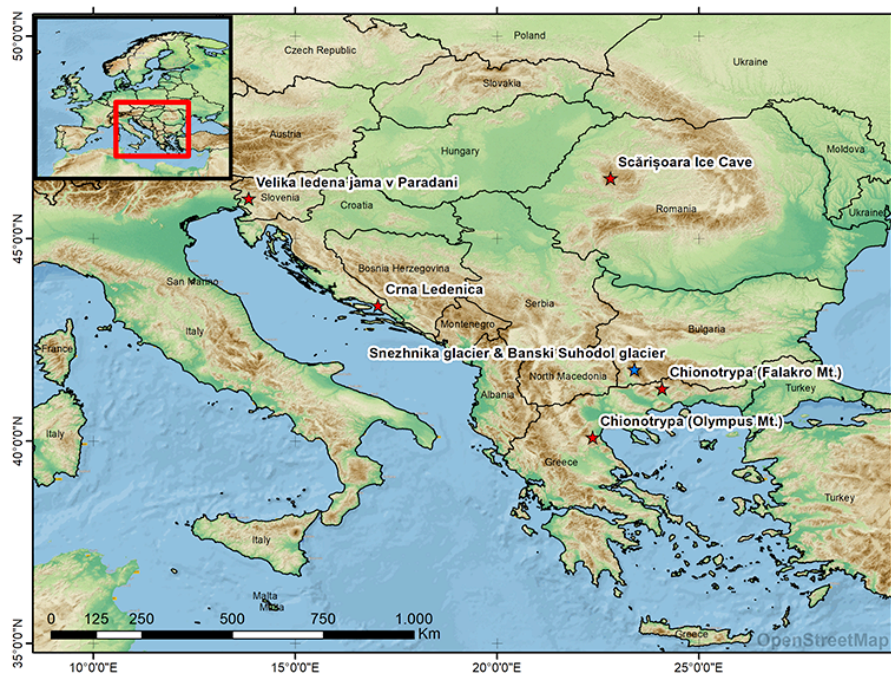 50°0'0"N
Poland
Czech Republic
Ukraine
Slovakia
Austria
Moldova
Hungary
Scărișoara Ice Cave
Velika ledena jama v Paradani
Slovenia
Croatia
Romania
Ukraine
45°0'0"N
Bosnia Herzegovina
San Marino
Crna Ledenica
Serbia
Italy
Montenegro
Bulgaria
France
Snezhnika glacier & Banski Suhodol glacier
North Macedonia
Chionotrypa (Falakro Mt.)
Albania
Turkey
Chionotrypa (Olympus Mt.)
Italy
40°0'0"N
Greece
Turkey
Italy
Malta
Malta
0 125 250 500 750 1.000
Km
Greece
OpenStreetMap
35°0'0"N
10°0'0"E 15°0'0"E 20°0'0"E 25°0'0"E